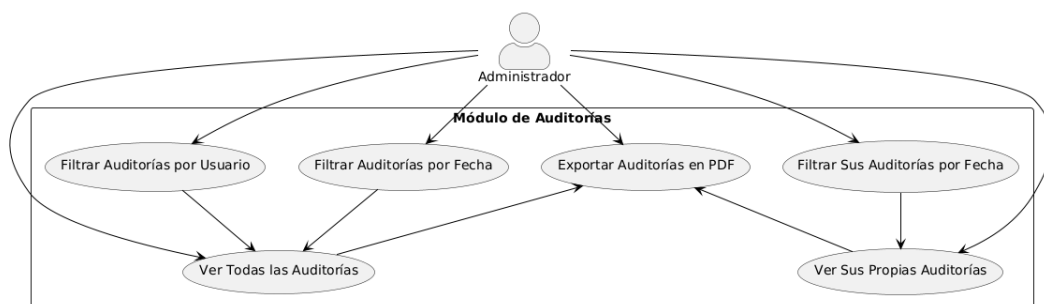 Administrador
Módulo de Auditorías
Filtrar Auditorías por Usuario
Filtrar Auditorías por Fecha
Exportar Auditorías en PDF
Filtrar Sus Auditorías por Fecha
Ver Todas las Auditorías
Ver Sus Propias Auditorías